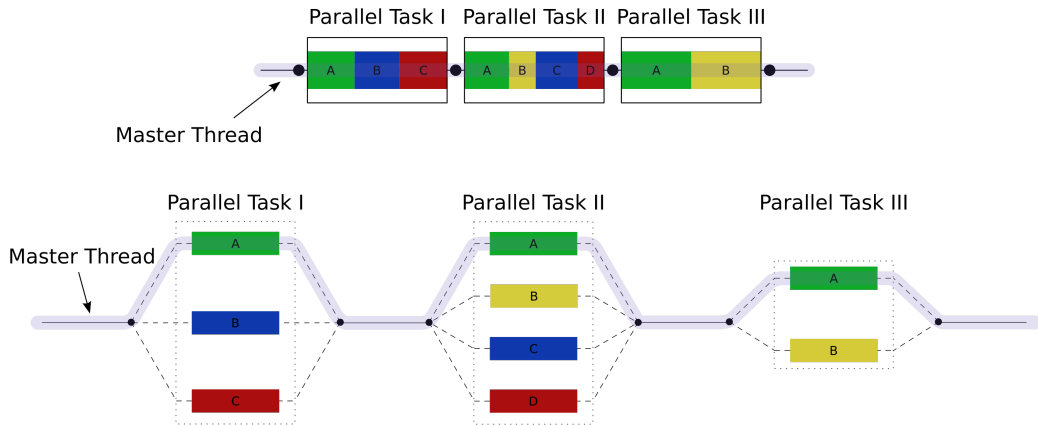 Parallel Task I Parallel Task II Parallel Task III
A B C A B C D A B
Master Thread
Parallel Task I Parallel Task II Parallel Task III
A A
Master Thread
A
B
B
C
B
C D